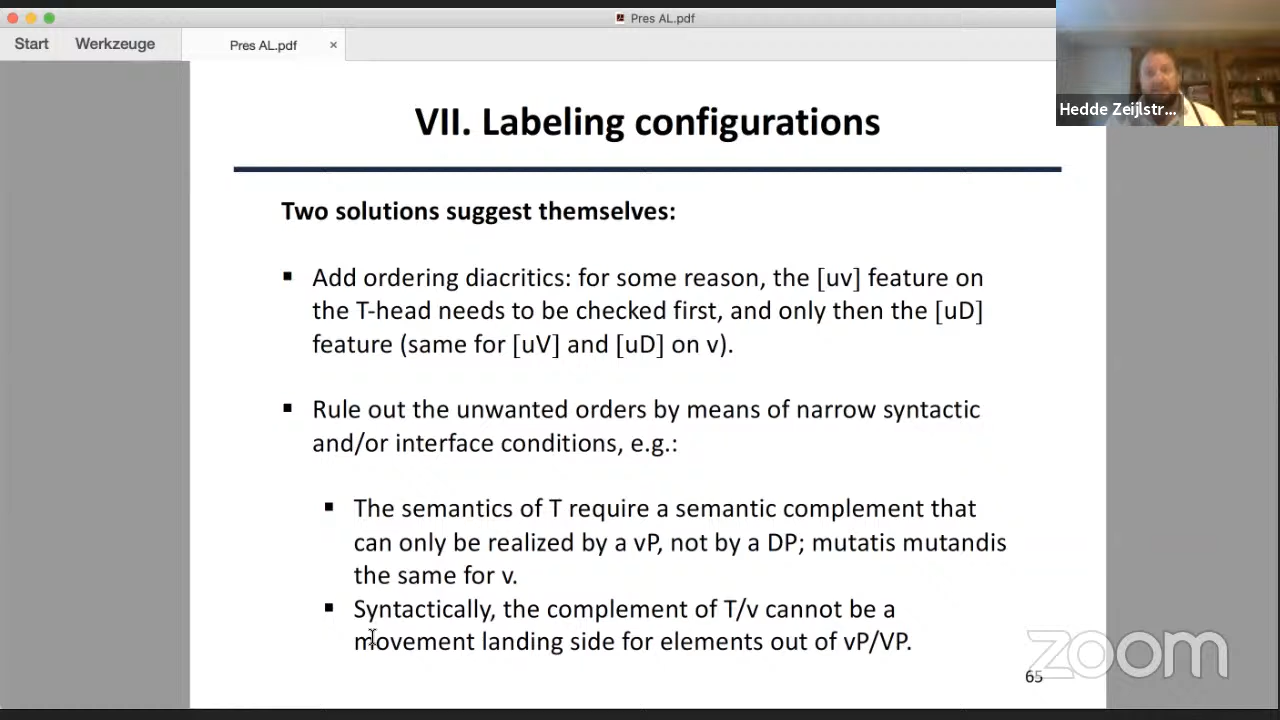 Pres AL.pdf
Start Werkzeuge Pres AL.pdf ×
Hedde Zeijlstr...
VII. Labeling configurations
Two solutions suggest themselves:
▪ Add ordering diacritics: for some reason, the [uv] feature on
the T-head needs to be checked first, and only then the [uD]
feature (same for [uV] and [uD] on v).
▪ Rule out the unwanted orders by means of narrow syntactic
and/or interface conditions, e.g.:
▪ The semantics of T require a semantic complement that
can only be realized by a vP, not by a DP; mutatis mutandis
the same for v.
▪ Syntactically, the complement of T/v cannot be a
movement landing side for elements out of vP/VP.
zoom
65